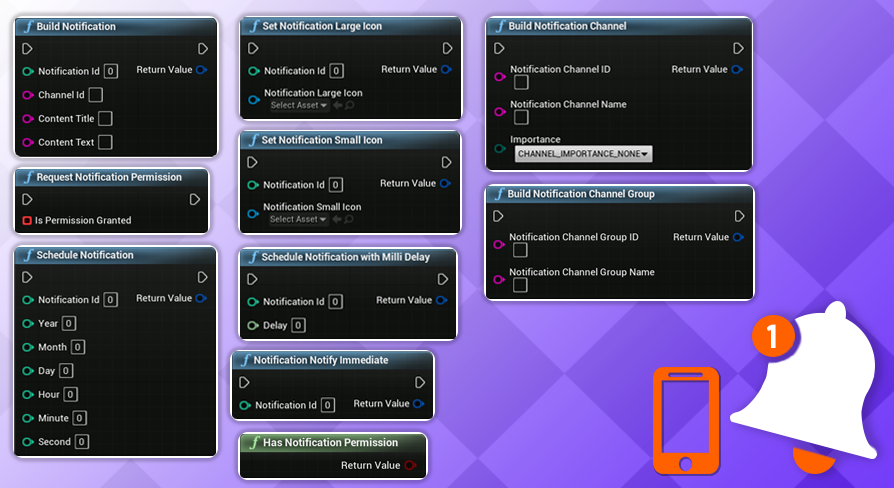 Build Notification
Notification Id 0 Return Value
Channel Id
Content Title
Content Text
Request Notification Permission
Is Permission Granted
Schedule Notification
Notification Id 0 Return Value
Year 0
Month 0
Day 0
Hour 0
Minute 0
Second 0
Set Notification Large Icon
Notification Id 0 Return Value
Notification Large Icon
Select Asset
Set Notification Small Icon
Notification Id 0 Return Value
Notification Small Icon
Select Asset
Schedule Notification with Milli Delay
Notification Id 0 Return Value
Delay 0
Notification Notify Immediate
Notification Id 0 Return Value
Has Notification Permission
Return Value
Build Notification Channel
Notification Channel ID Return Value
Notification Channel Name
Importance
CHANNEL_IMPORTANCE_NONE
Build Notification Channel Group
Notification Channel Group ID Return Value
Notification Channel Group Name
1